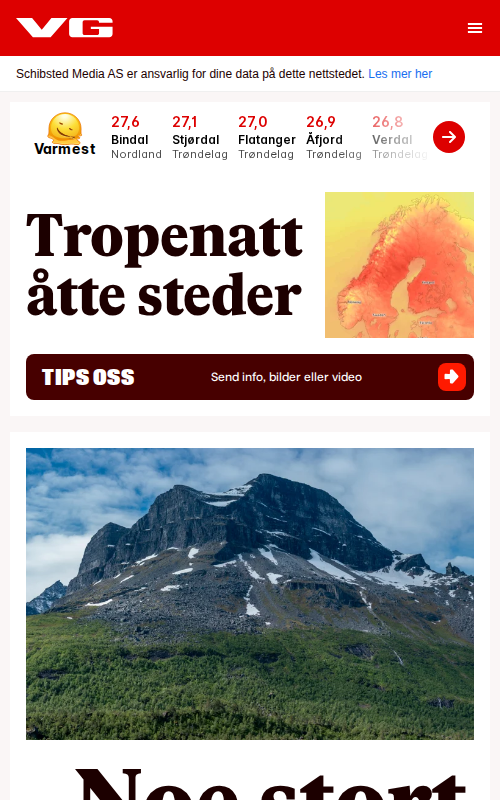 VG
Schibsted Media AS er ansvarlig for dine data på dette nettstedet. Les mer her
Varmest
27,6
Bindal
Nordland
27,1
Stjørdal
Trøndelag
27,0
Flatanger
Trøndelag
26,9
Åfjord
Trøndelag
26,8
Verdal
Trøndelag
Tropenatt
åtte steder
TIPS OSS
Send info, bilder eller video
Noe stort